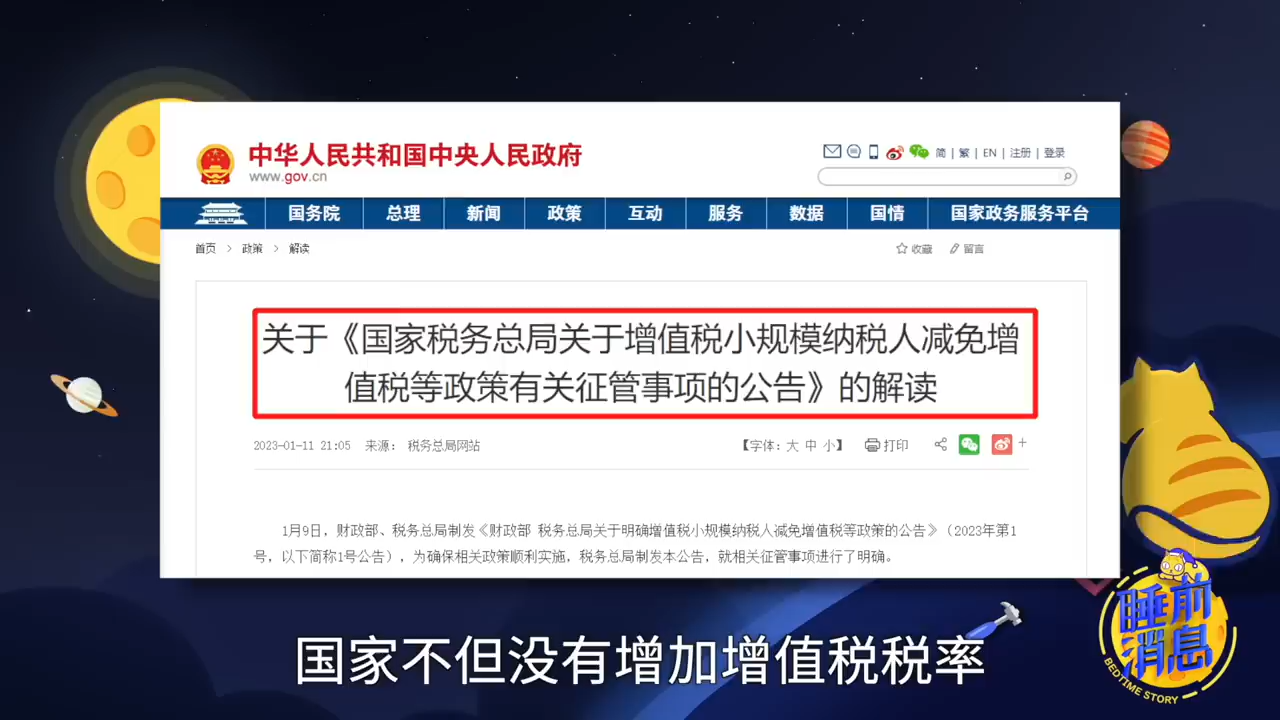 中华人民共和国中央人民政府
www.gov.cn
简 | 繁 | EN | 注册 | 登录
国务院 总理 新闻 政策 互动 服务 数据 国情 国家政务服务平台
首页 > 政策 > 解读
收藏 留言
关于《国家税务总局关于增值税小规模纳税人减免增
值税等政策有关征管事项的公告》的解读
2023-01-11 21:05 来源： 税务总局网站
【字体：大 中 小】 打印
1月9日，财政部、税务总局制发《财政部 税务总局关于明确增值税小规模纳税人减免增值税等政策的公告》（2023年第1
号，以下简称1号公告），为确保相关政策顺利实施，税务总局制发本公告，就相关征管事项进行了明确。
睡前
消息
BEDTIME STORY
国家不但没有增加增值税税率